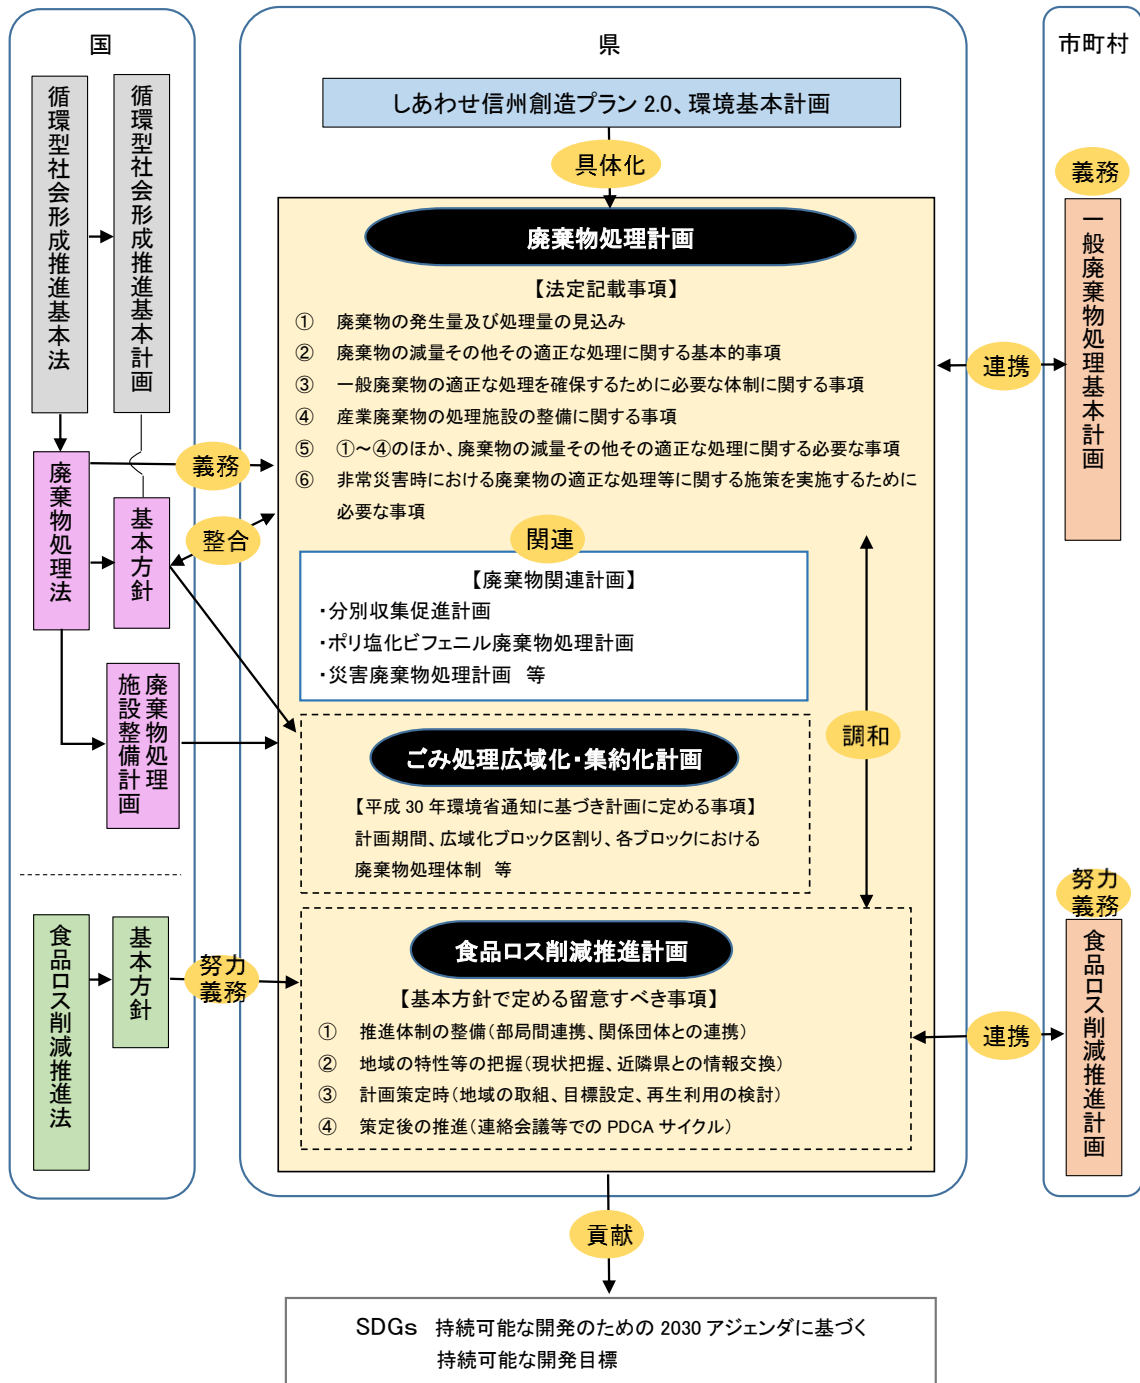 国
循環型社会形成推進基本法
循環型社会形成推進基本計画
廃棄物処理法
基本方針
廃棄物処理
施設整備計画
食品ロス削減推進法
基本方針
義務
整合
努力
義務
県
しあわせ信州創造プラン 2.0、環境基本計画
具体化
廃棄物処理計画
【法定記載事項】
① 廃棄物の発生量及び処理量の見込み
② 廃棄物の減量その他その適正な処理に関する基本的事項
③ 一般廃棄物の適正な処理を確保するために必要な体制に関する事項
④ 産業廃棄物の処理施設の整備に関する事項
⑤ ①～④のほか、廃棄物の減量その他その適正な処理に関する必要な事項
⑥ 非常災害時における廃棄物の適正な処理等に関する施策を実施するために
必要な事項
関連
【廃棄物関連計画】
・分別収集促進計画
・ポリ塩化ビフェニル廃棄物処理計画
・災害廃棄物処理計画 等
調和
ごみ処理広域化・集約化計画
【平成 30 年環境省通知に基づき計画に定める事項】
計画期間、広域化ブロック区割り、各ブロックにおける
廃棄物処理体制 等
食品ロス削減推進計画
【基本方針で定める留意すべき事項】
① 推進体制の整備（部局間連携、関係団体との連携）
② 地域の特性等の把握（現状把握、近隣県との情報交換）
③ 計画策定時（地域の取組、目標設定、再生利用の検討）
④ 策定後の推進（連絡会議等での PDCA サイクル）
連携
連携
市町村
義務
一般廃棄物処理基本計画
努力
義務
食品ロス削減推進計画
貢献
SDGs 持続可能な開発のための 2030 アジェンダに基づく
持続可能な開発目標